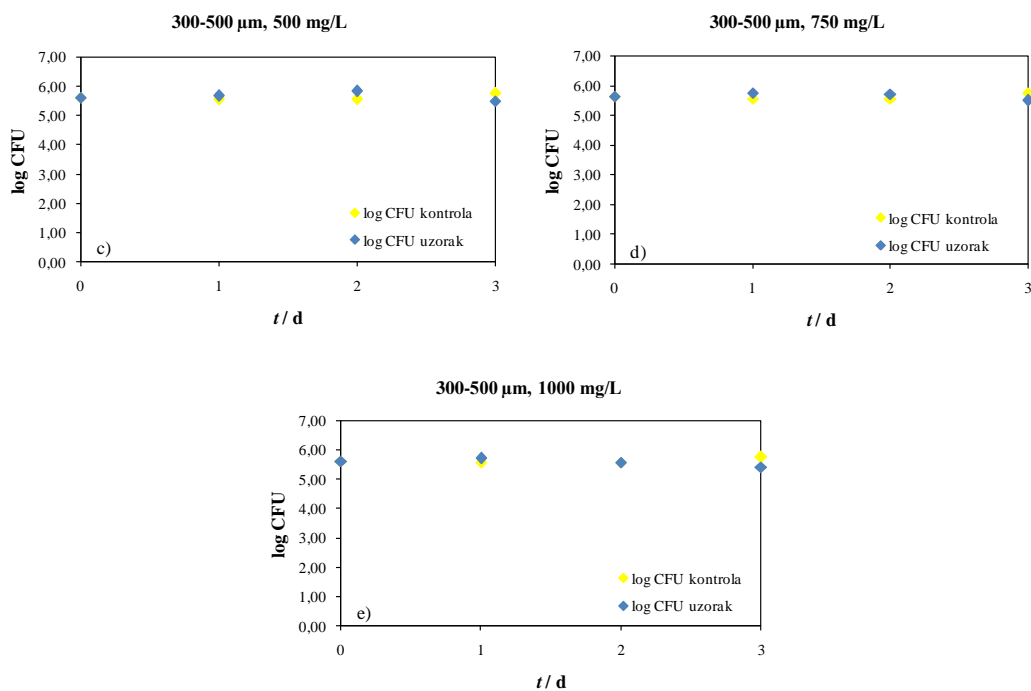 300-500 µm, 500 mg/L
7,00
6,00
5,00
4,00
3,00
2,00
1,00
0,00
log CFU
log CFU kontrola
log CFU uzorak
c)
0 1 2 3
t / d
300-500 µm, 750 mg/L
7,00
6,00
5,00
4,00
3,00
2,00
1,00
0,00
log CFU
log CFU kontrola
log CFU uzorak
d)
0 1 2 3
t / d
300-500 µm, 1000 mg/L
7,00
6,00
5,00
4,00
3,00
2,00
1,00
0,00
log CFU
log CFU kontrola
log CFU uzorak
e)
0 1 2 3
t / d